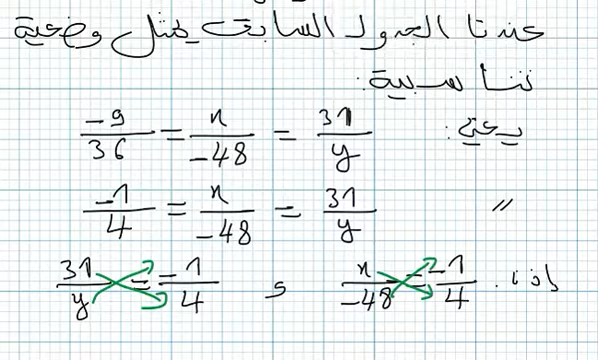 عندنا الجدول السابق يمثل وضعية
تناسبية:
يعني: -9/36 = x/-48 = 31/y
" -1/4 = x/-48 = 31/y
إذن: x/-48 = -1/4 و 31/y = -1/4